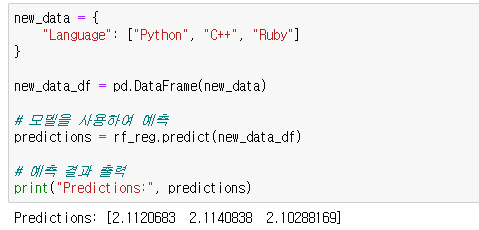 new_data = {
    "Language": ["Python", "C++", "Ruby"]
}
new_data_df = pd.DataFrame(new_data)
# 모델을 사용하여 예측
predictions = rf_reg.predict(new_data_df)
# 예측 결과 출력
print("Predictions:", predictions)
Predictions: [2.1120683  2.1140838  2.10288169]